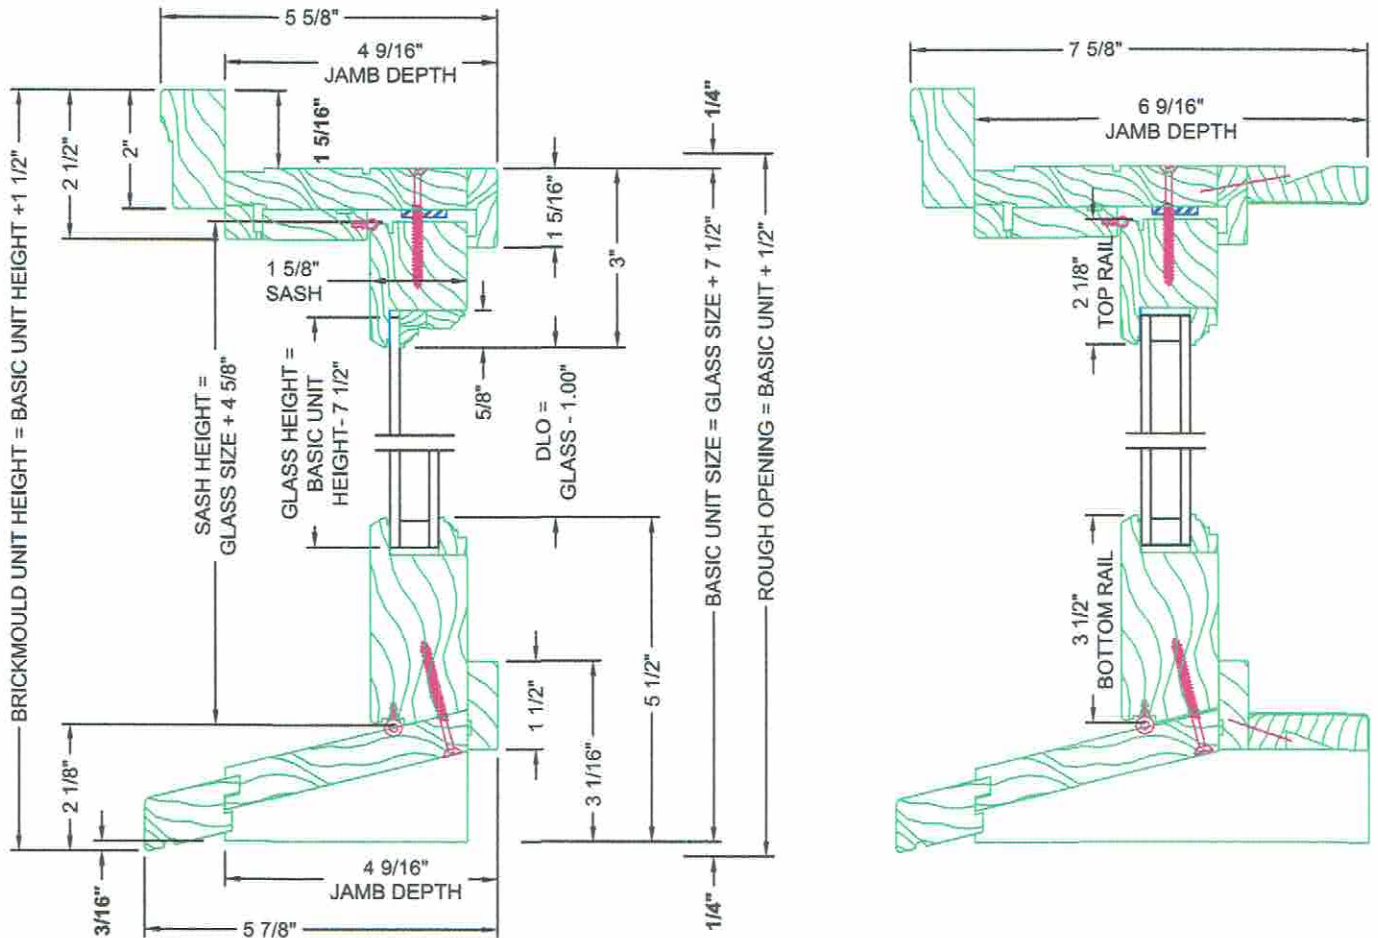 5 5/8"
4 9/16"
JAMB DEPTH
BRICKMOULD UNIT HEIGHT = BASIC UNIT HEIGHT +1 1/2"
2 1/2"
2"
1 5/16"
1 5/16"
3"
1 5/8"
SASH
SASH HEIGHT =
GLASS SIZE + 4 5/8"
GLASS HEIGHT =
BASIC UNIT
HEIGHT- 7 1/2"
5/8"
DLO =
GLASS - 1.00"
1/4"
BASIC UNIT SIZE = GLASS SIZE + 7 1/2"
ROUGH OPENING = BASIC UNIT + 1/2"
1/4"
1 1/2"
3 1/16"
5 1/2"
2 1/8"
3/16"
4 9/16"
JAMB DEPTH
5 7/8"
7 5/8"
6 9/16"
JAMB DEPTH
2 1/8"
TOP RAIL
3 1/2"
BOTTOM RAIL